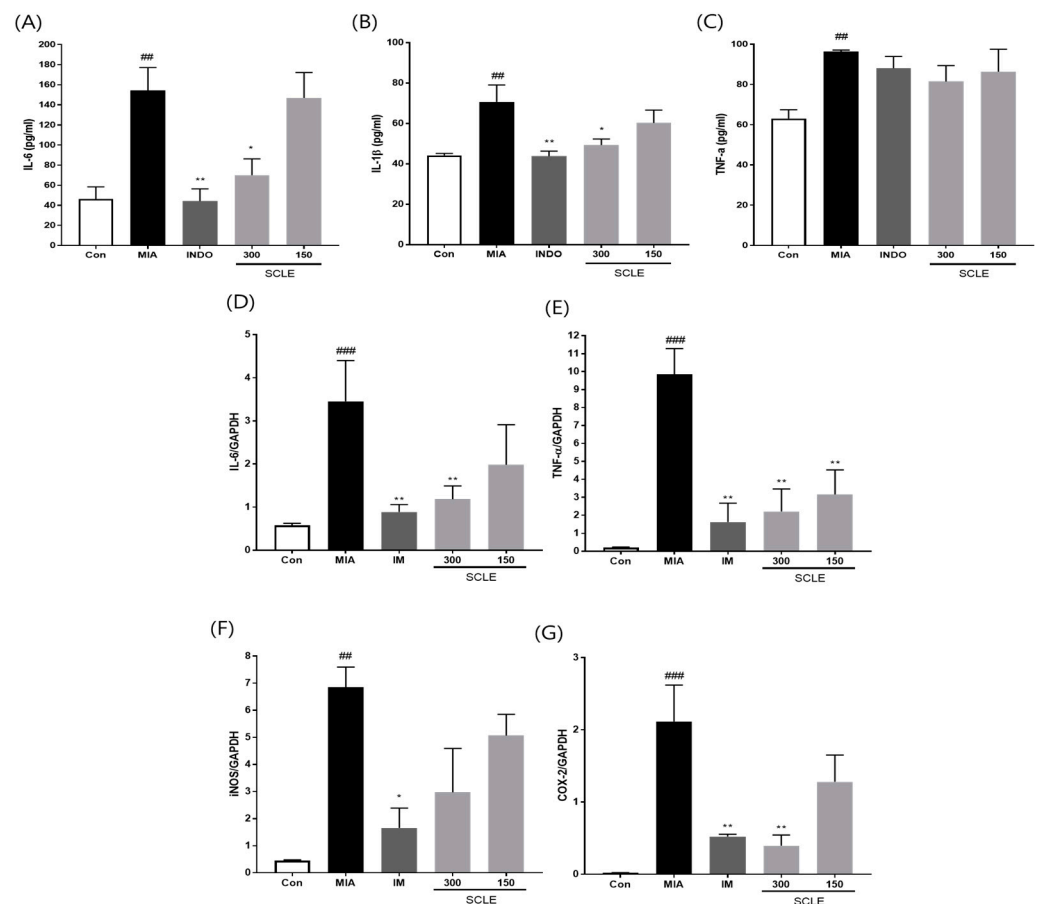 (A)
IL-6 (pg/ml)
200
180
160
140
120
100
80
60
40
20
0
##
**
*
Con MIA INDO 300 150
SCLE
(B)
IL-1β (pg/ml)
100
80
60
40
20
0
##
**
*
Con MIA INDO 300 150
SCLE
(C)
TNF-a (pg/ml)
100
80
60
40
20
0
##
Con MIA INDO 300 150
SCLE
(D)
IL-6/GAPDH
5
4
3
2
1
0
###
**
**
Con MIA IM 300 150
SCLE
(E)
TNF-α/GAPDH
12
11
10
9
8
7
6
5
4
3
2
1
0
###
**
**
**
Con MIA IM 300 150
SCLE
(F)
iNOS/GAPDH
8
7
6
5
4
3
2
1
0
##
*
Con MIA IM 300 150
SCLE
(G)
COX-2/GAPDH
3
2
1
0
###
**
**
Con MIA IM 300 150
SCLE